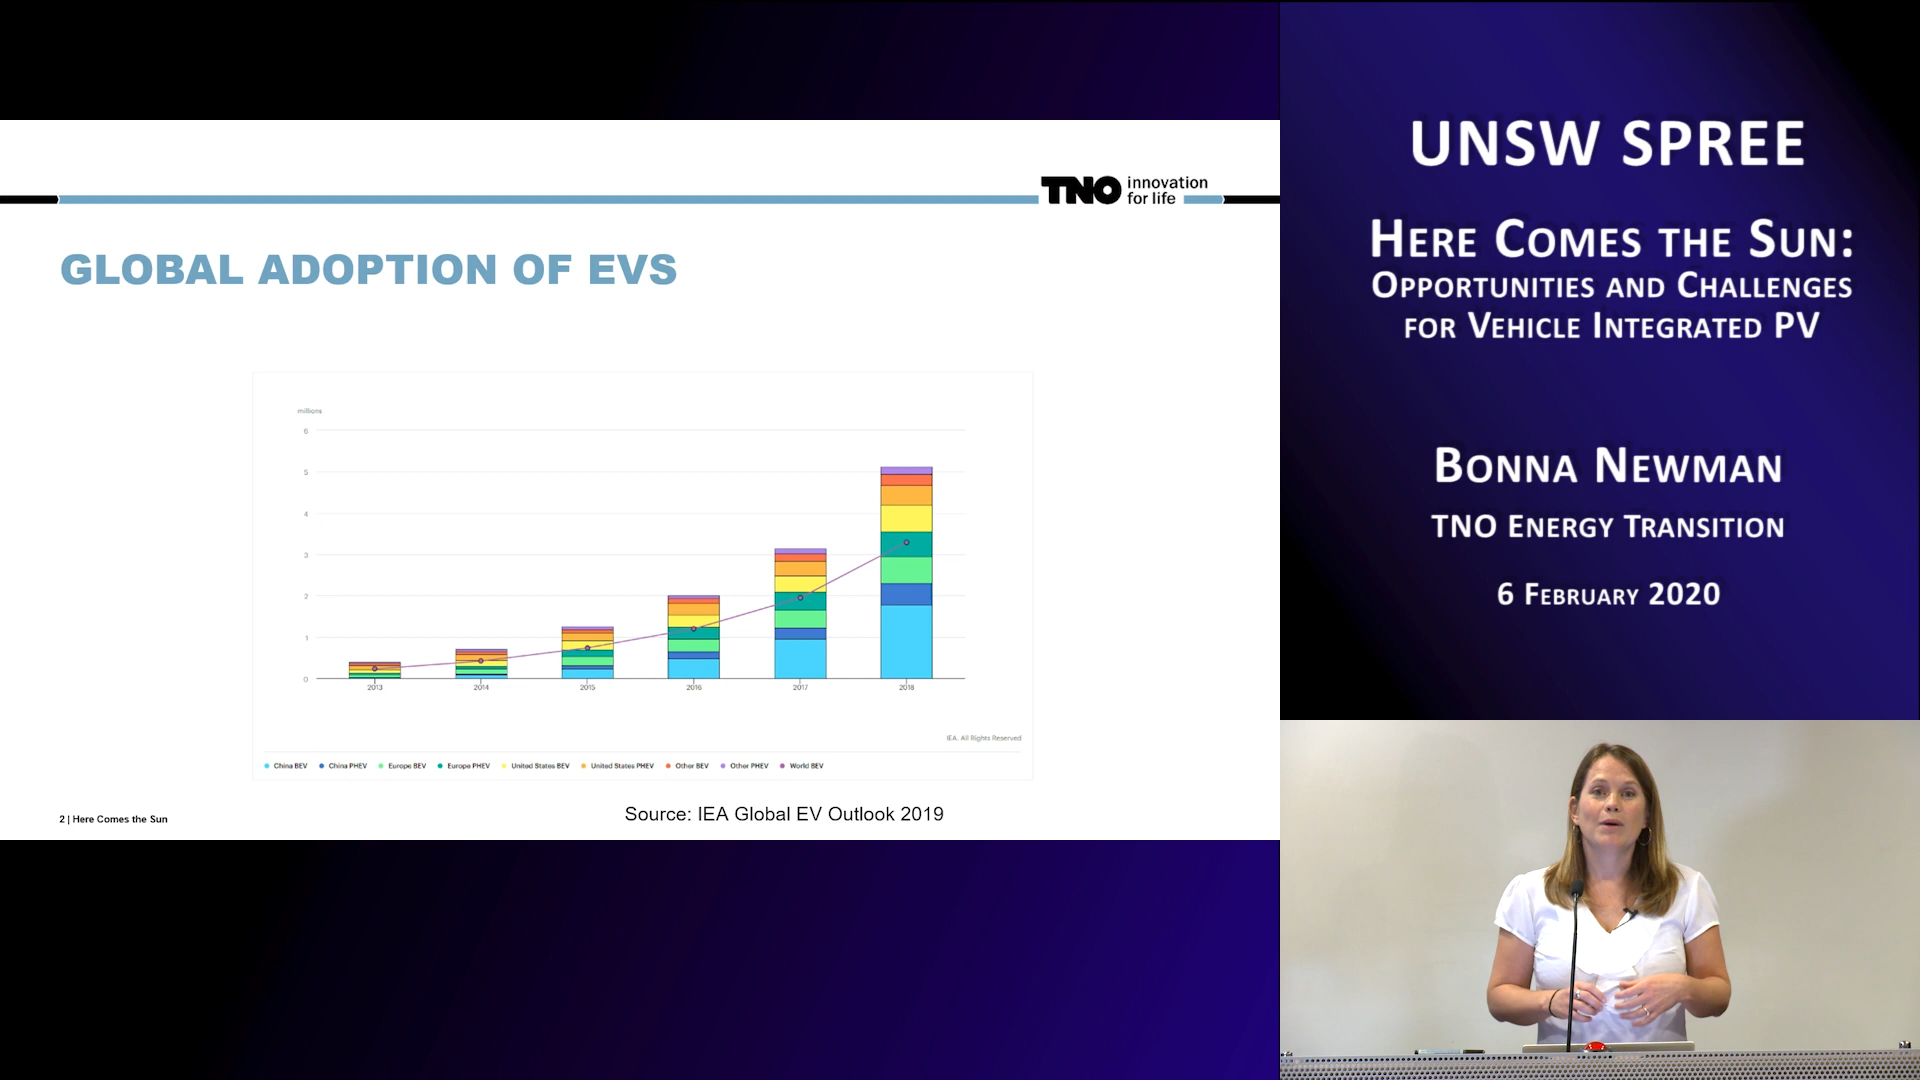 TNO innovation
for life
GLOBAL ADOPTION OF EVS
millions
6
5
4
3
2
1
0
2013 2014 2015 2016 2017 2018
IEA. All Rights Reserved
China BEV China PHEV Europe BEV Europe PHEV United States BEV United States PHEV Other BEV Other PHEV World BEV
Source: IEA Global EV Outlook 2019
2 | Here Comes the Sun
UNSW SPREE
HERE COMES THE SUN:
OPPORTUNITIES AND CHALLENGES
FOR VEHICLE INTEGRATED PV
BONNA NEWMAN
TNO ENERGY TRANSITION
6 FEBRUARY 2020